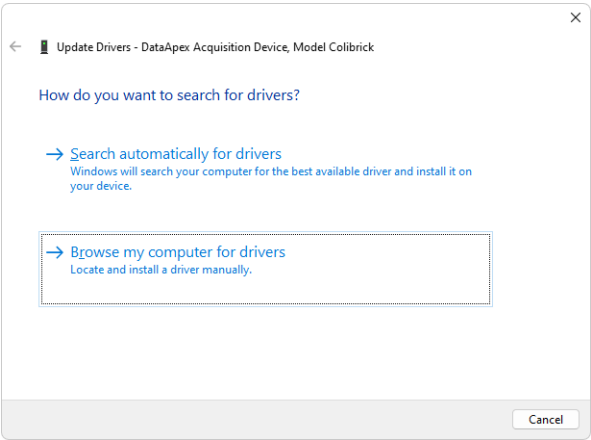 Update Drivers - DataApex Acquisition Device, Model Colibrick
How do you want to search for drivers?
Search automatically for drivers
Windows will search your computer for the best available driver and install it on
your device.
Browse my computer for drivers
Locate and install a driver manually.
Cancel